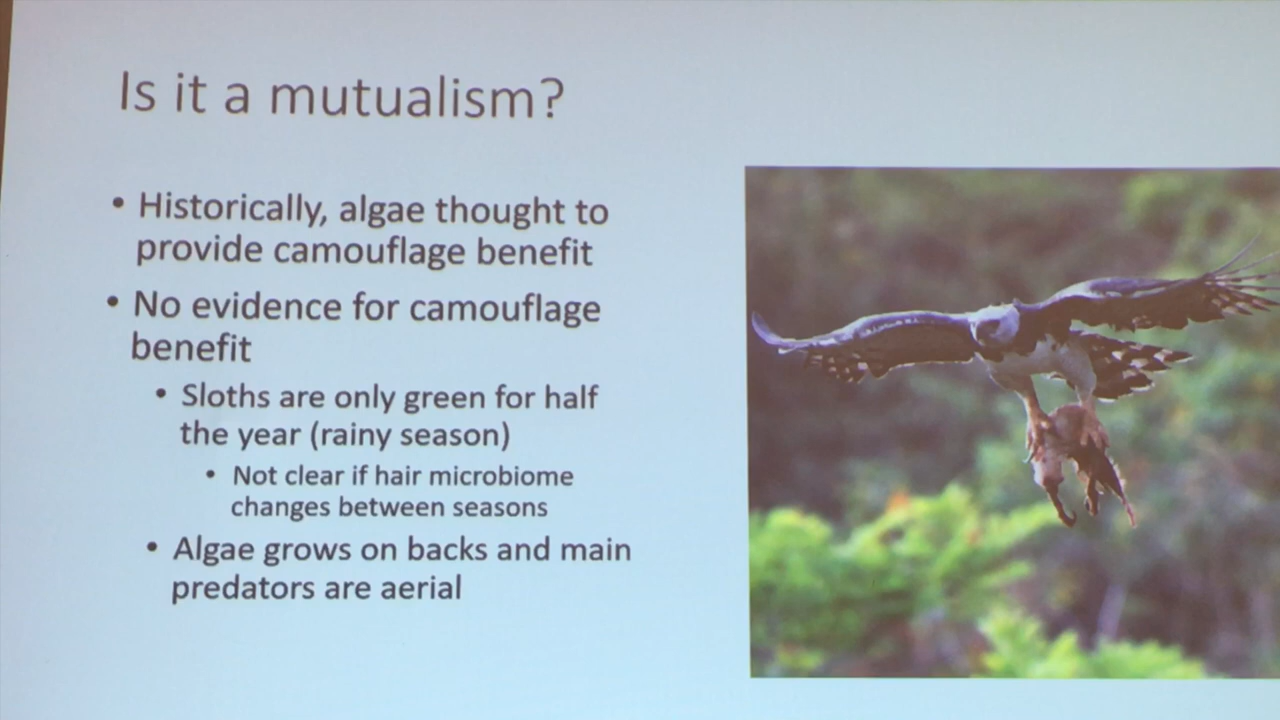 Is it a mutualism?
• Historically, algae thought to
provide camouflage benefit
• No evidence for camouflage
benefit
• Sloths are only green for half
the year (rainy season)
• Not clear if hair microbiome
changes between seasons
• Algae grows on backs and main
predators are aerial